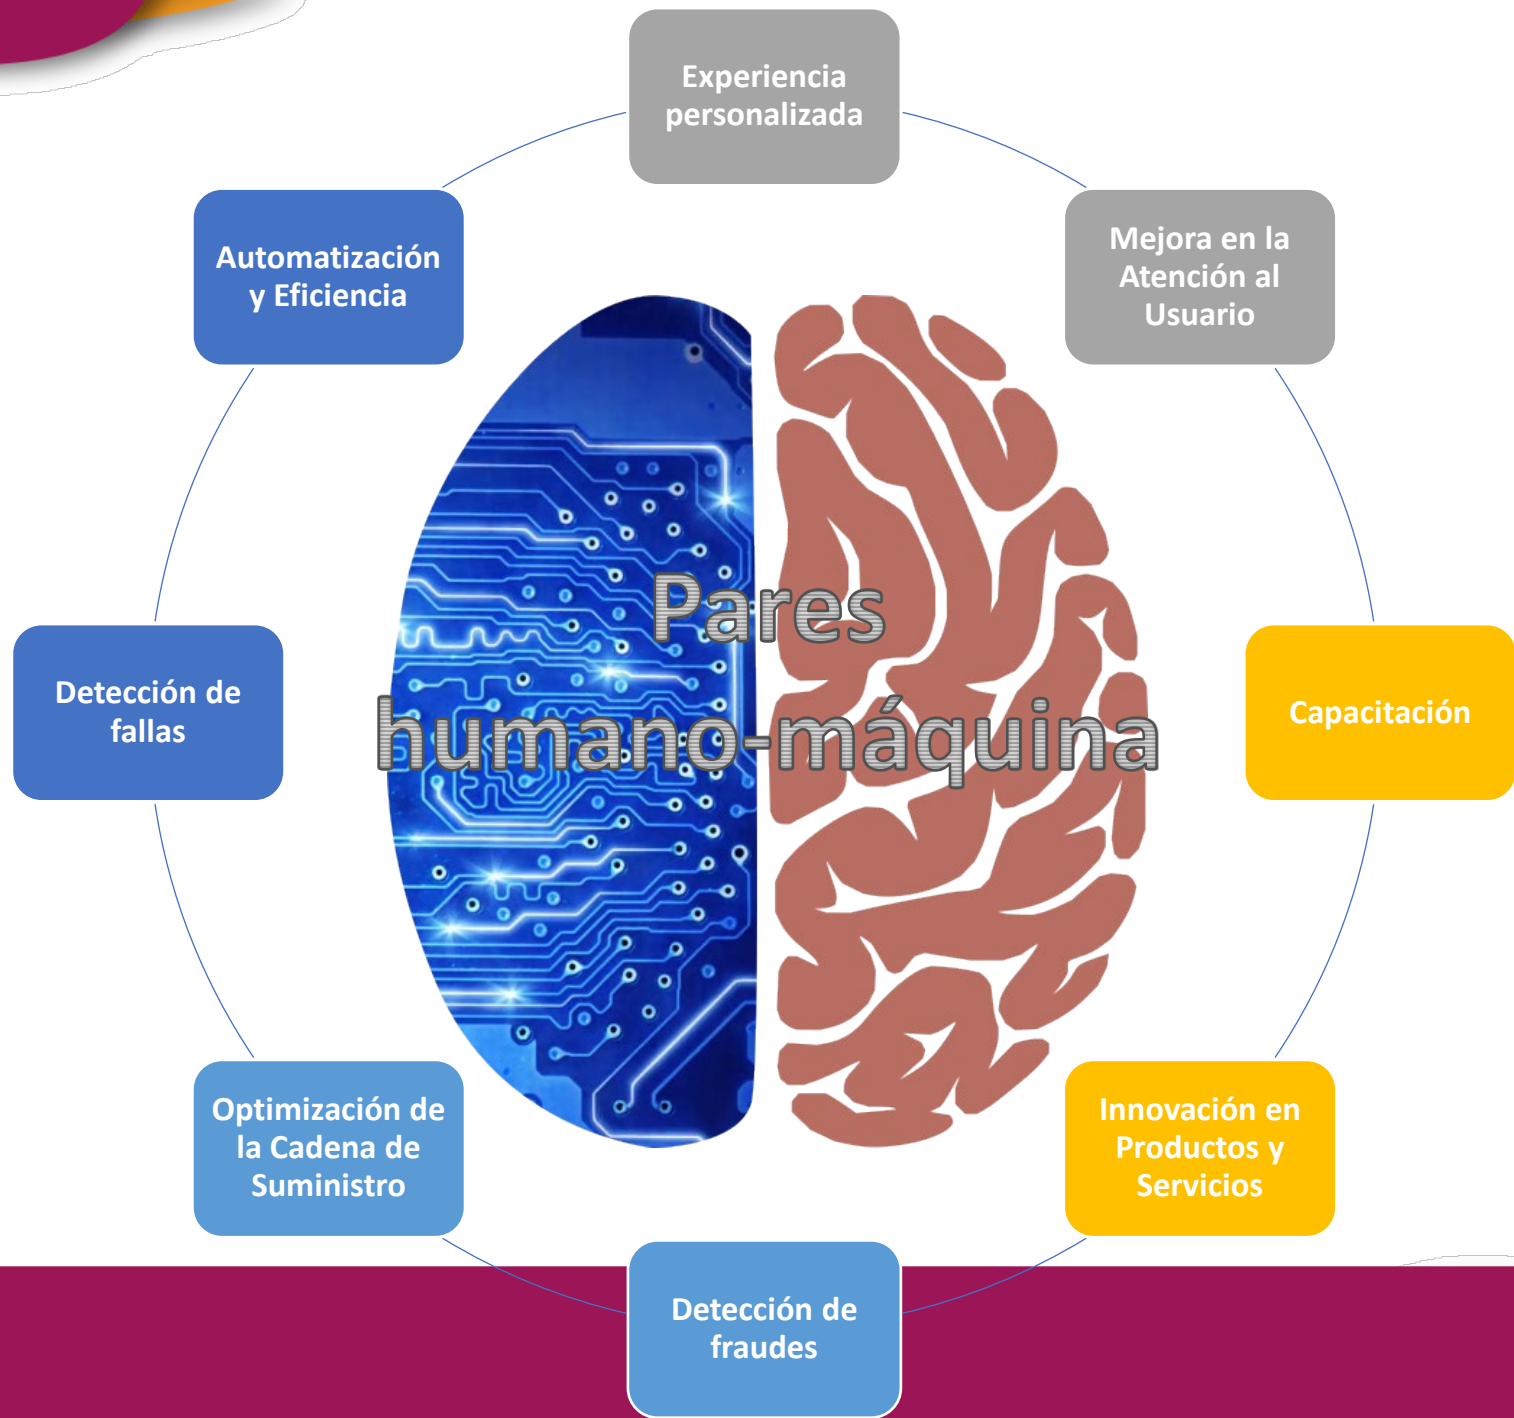 Experiencia
personalizada
Mejora en la
Atención al
Usuario
Capacitación
Innovación en
Productos y
Servicios
Detección de
fraudes
Optimización de
la Cadena de
Suministro
Detección de
fallas
Automatización
y Eficiencia
Pares
humano-máquina